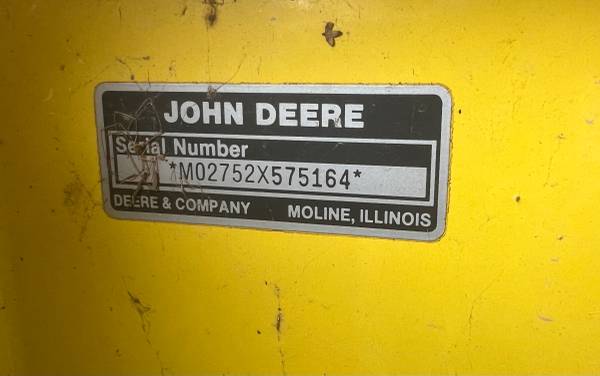 JOHN DEERE
Serial Number
*M02752X575164*
DEERE & COMPANY MOLINE, ILLINOIS